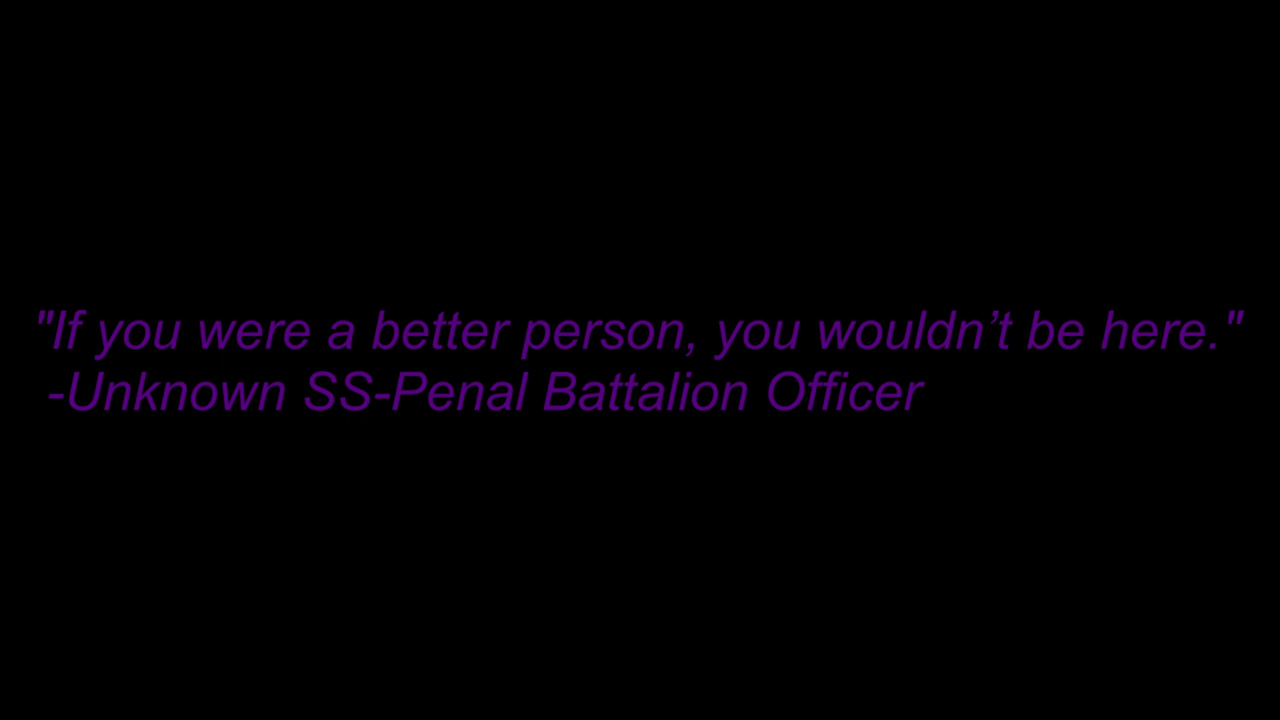 "If you were a better person, you wouldn’t be here."
-Unknown SS-Penal Battalion Officer